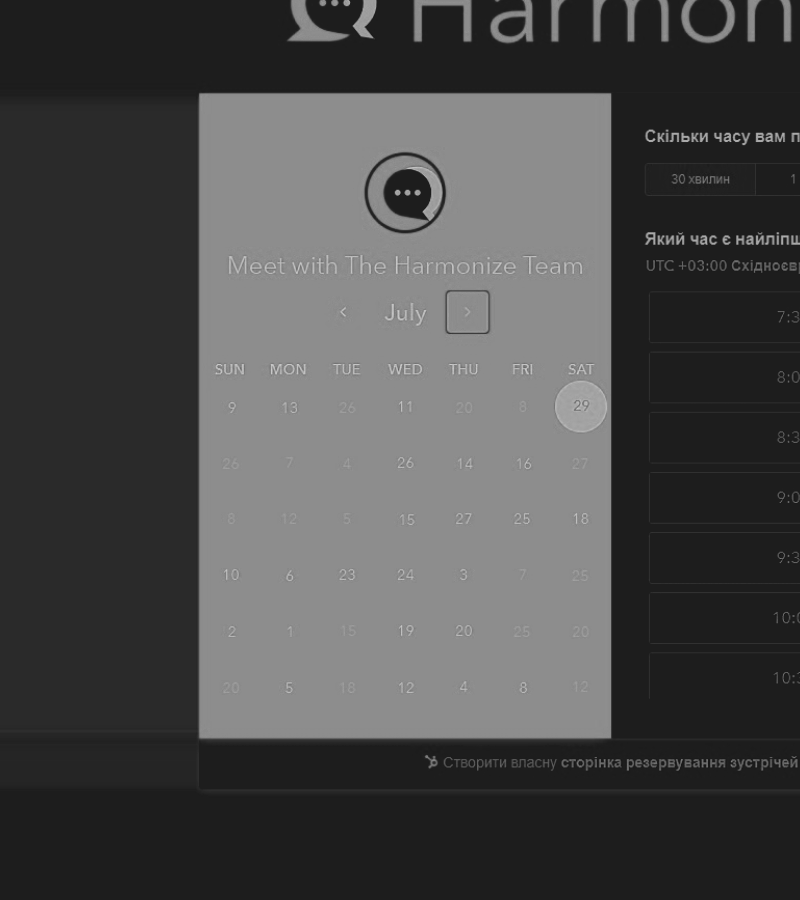 Harmon
Meet with The Harmonize Team
‹ July ›
SUN MON TUE WED THU FRI SAT
9 13 26 11 20 8 29
26 7 4 26 14 16 27
8 12 5 15 27 25 18
10 6 23 24 3 7 25
2 1 15 19 20 25 20
20 5 18 12 4 8 12
Скільки часу вам п
30 хвилин 1
Який час є найліпш
UTC +03:00 Східноєвр
7:3
8:0
8:3
9:0
9:3
10:0
10:3
Створити власну сторінка резервування зустрічей